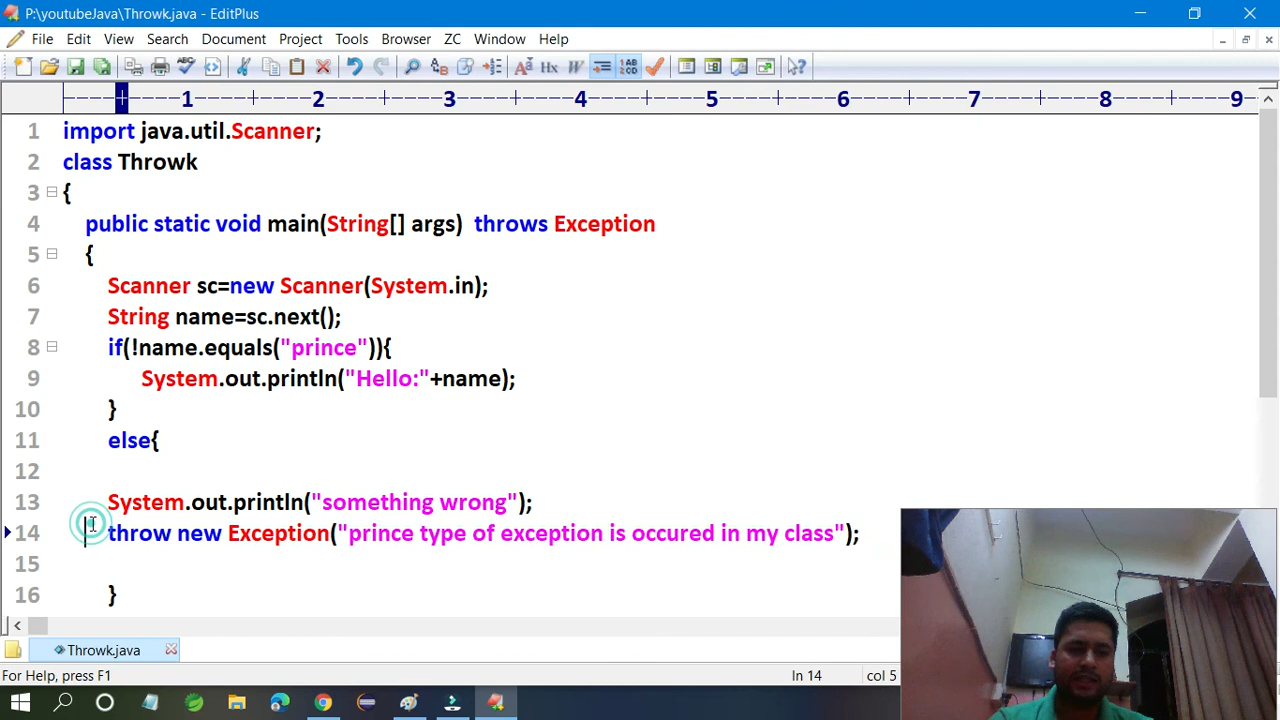 P:\youtubeJava\Throwk.java - EditPlus
File Edit View Search Document Project Tools Browser ZC Window Help
1 2 3 4 5 6 7 8 9
1 import java.util.Scanner;
2 class Throwk
3 {
4 public static void main(String[] args)  throws Exception
5 {
6 Scanner sc=new Scanner(System.in);
7 String name=sc.next();
8 if(!name.equals("prince")){
9 System.out.println("Hello:"+name);
10 }
11 else{
12
13 System.out.println("something wrong");
14 throw new Exception("prince type of exception is occured in my class");
15
16 }
Throwk.java
For Help, press F1 ln 14 col 5